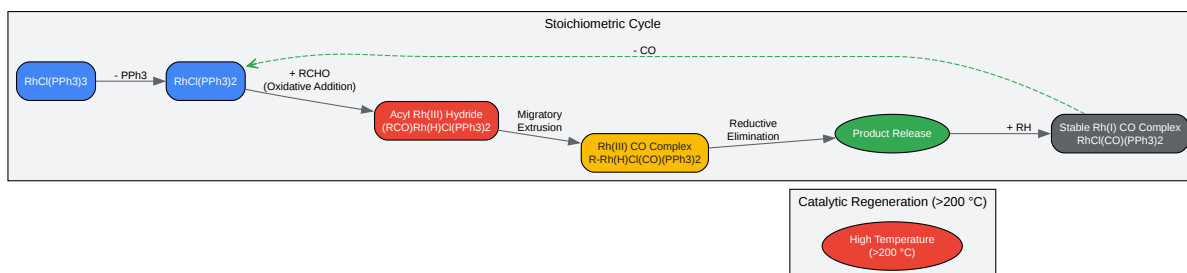 Stoichiometric Cycle
- CO
RhCl(PPh3)3
- PPh3
RhCl(PPh3)2
+ RCHO
(Oxidative Addition)
Acyl Rh(III) Hydride
(RCO)Rh(H)Cl(PPh3)2
Migratory
Extrusion
Rh(III) CO Complex
R-Rh(H)Cl(CO)(PPh3)2
Reductive
Elimination
Product Release
+ RH
Stable Rh(I) CO Complex
RhCl(CO)(PPh3)2
Catalytic Regeneration (>200 °C)
High Temperature
(>200 °C)